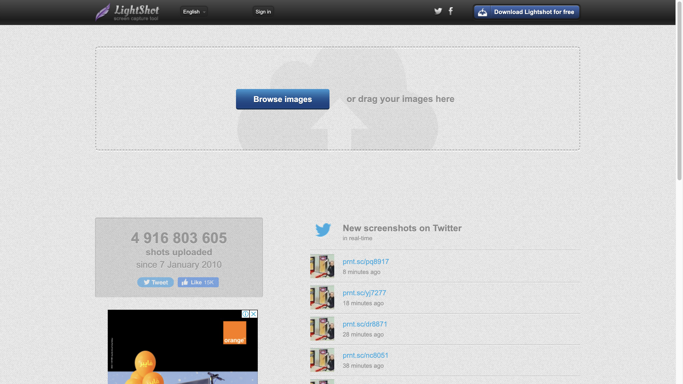 LightShot
screen capture tool
English
Sign in
Download Lightshot for free
Browse images
or drag your images here
4 916 803 605
shots uploaded
since 7 January 2010
Tweet
Like 15K
New screenshots on Twitter
in real-time
prnt.sc/pq8917
8 minutes ago
prnt.sc/yj7277
18 minutes ago
prnt.sc/dr8871
28 minutes ago
prnt.sc/nc8051
38 minutes ago
orange